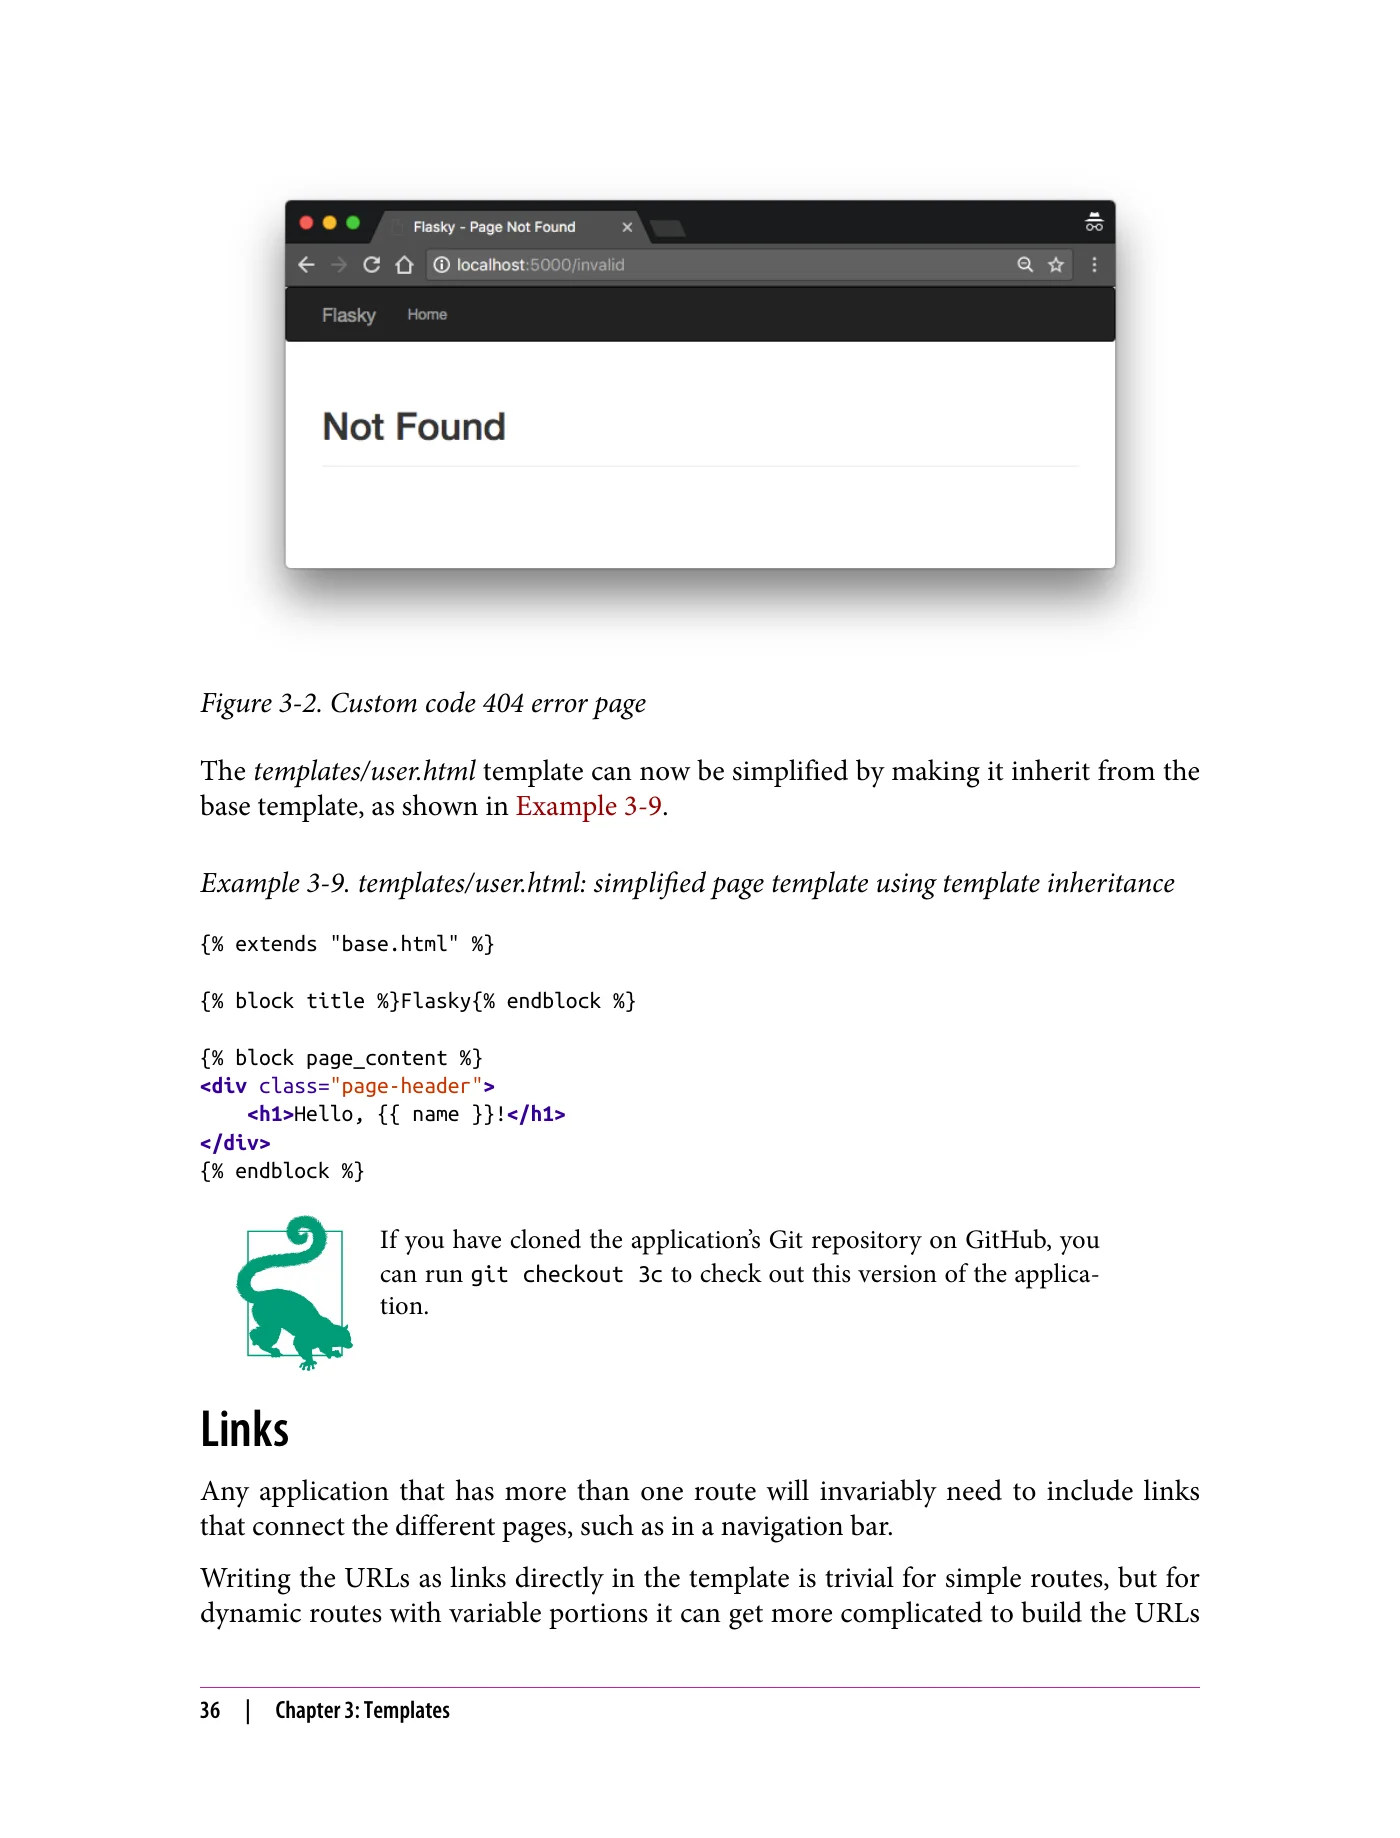 Flasky - Page Not Found
localhost:5000/invalid
Flasky Home
Not Found
Figure 3-2. Custom code 404 error page
The templates/user.html template can now be simplified by making it inherit from the
base template, as shown in Example 3-9.
Example 3-9. templates/user.html: simplified page template using template inheritance
{% extends "base.html" %}
{% block title %}Flasky{% endblock %}
{% block page_content %}
<div class="page-header">
    <h1>Hello, {{ name }}!</h1>
</div>
{% endblock %}
If you have cloned the application’s Git repository on GitHub, you
can run git checkout 3c to check out this version of the applica-
tion.
Links
Any application that has more than one route will invariably need to include links
that connect the different pages, such as in a navigation bar.
Writing the URLs as links directly in the template is trivial for simple routes, but for
dynamic routes with variable portions it can get more complicated to build the URLs
36 | Chapter 3: Templates